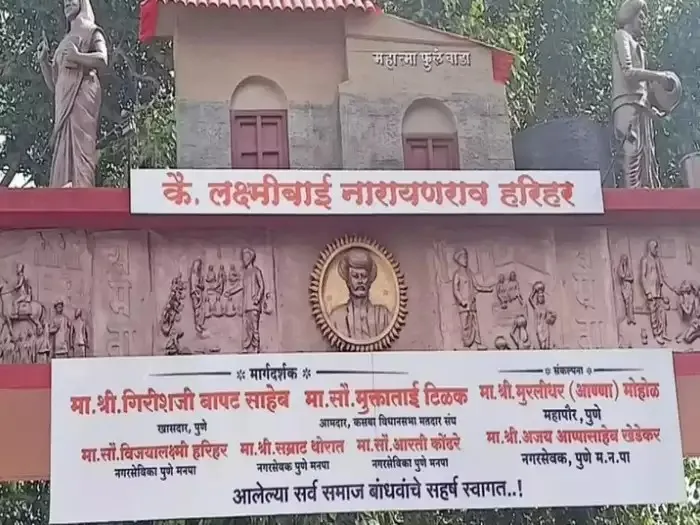 महात्मा फुले वाडा
कै. लक्ष्मीबाई नारायणराव हरिहर
मार्गदर्शक
मा.श्री.गिरीशजी बापट साहेब
खासदार, पुणे
मा.सौ.मुक्ताताई टिळक
आमदार, कसबा विधानसभा मतदार संघ
मा.सौ.विजयालक्ष्मी हरिहर
नगरसेविका पुणे मनपा
मा.श्री.सम्राट थोरात
नगरसेवक पुणे मनपा
मा.सौ.आरती कोंढरे
नगरसेविका पुणे मनपा
संकल्पना
मा.श्री.मुरलीधर (आण्णा) मोहोळ
महापौर, पुणे
मा.श्री.अजय आप्पासाहेब खेडेकर
नगरसेवक, पुणे म.न.पा
आलेल्या सर्व समाज बांधवांचे सहर्ष स्वागत..!